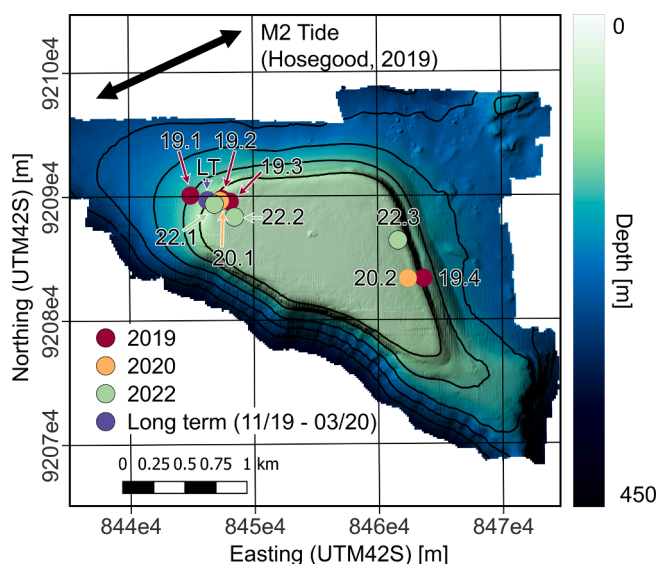 M2 Tide
(Hosegood, 2019)
0
9210e4
19.1
19.2
LT
19.3
9209e4
22.1
22.2
22.3
20.1
20.2
19.4
Northing (UTM42S) [m]
Depth [m]
9208e4
2019
2020
2022
Long term (11/19 - 03/20)
9207e4
0 0.25 0.5 0.75 1 km
450
844e4 845e4 846e4 847e4
Easting (UTM42S) [m]